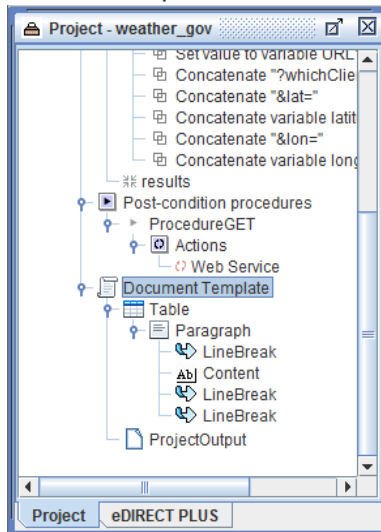 Project - weather_gov
Set value to variable URL
Concatenate "?whichClie
Concatenate "&lat="
Concatenate variable latit
Concatenate "&lon="
Concatenate variable long
results
Post-condition procedures
ProcedureGET
Actions
Web Service
Document Template
Table
Paragraph
LineBreak
Ab| Content
LineBreak
LineBreak
ProjectOutput
Project eDIRECT PLUS